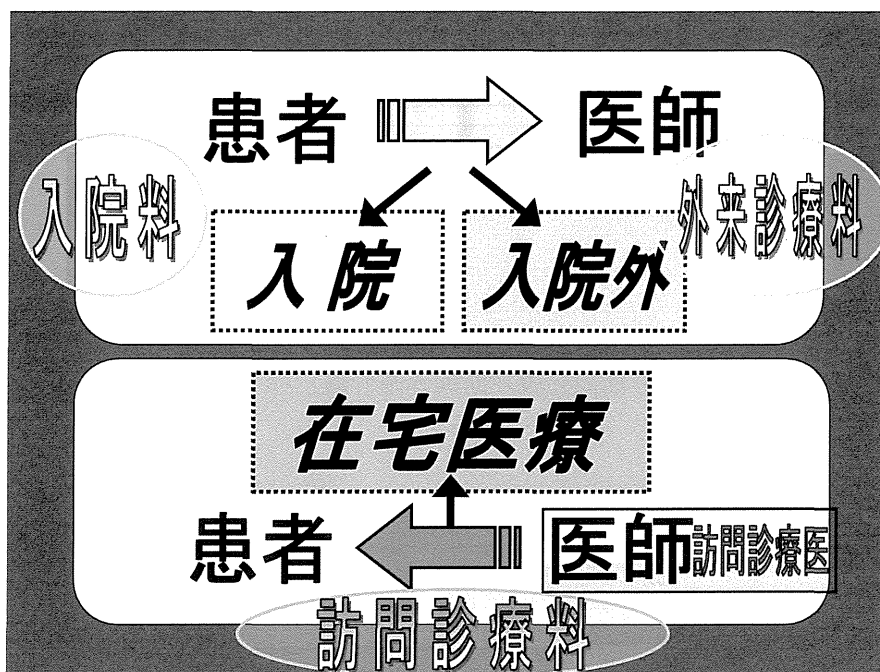 患者 医師
入院料
外来診療料
入院
入院外
在宅医療
患者
医師 訪問診療医
訪問診療料